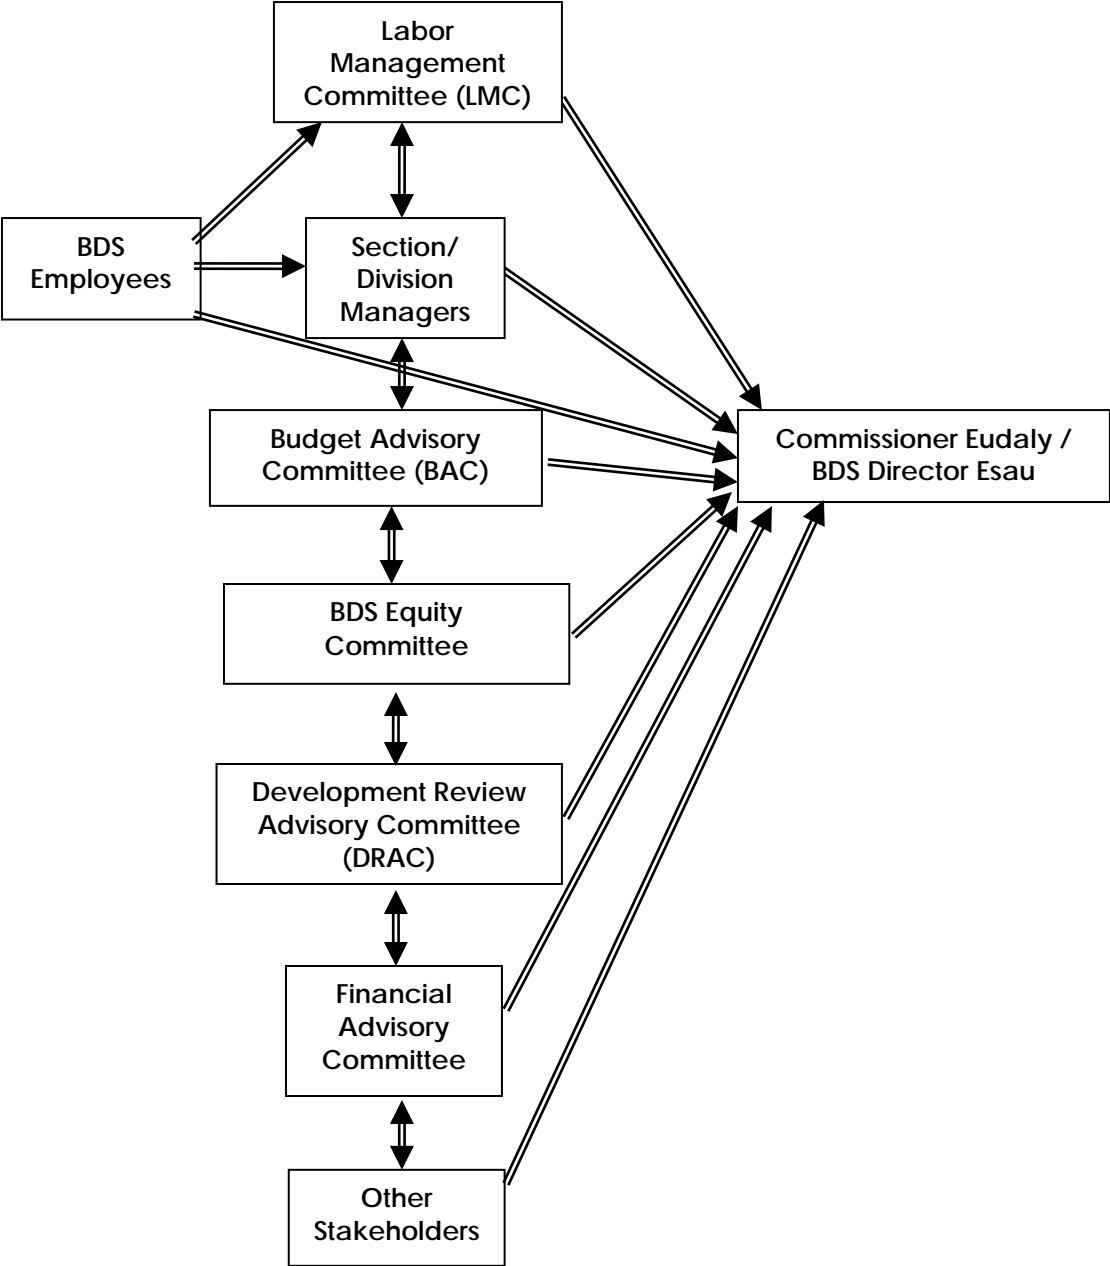 Labor
Management
Committee (LMC)
BDS
Employees
Section/
Division
Managers
Budget Advisory
Committee (BAC)
Commissioner Eudaly /
BDS Director Esau
BDS Equity
Committee
Development Review
Advisory Committee
(DRAC)
Financial
Advisory
Committee
Other
Stakeholders